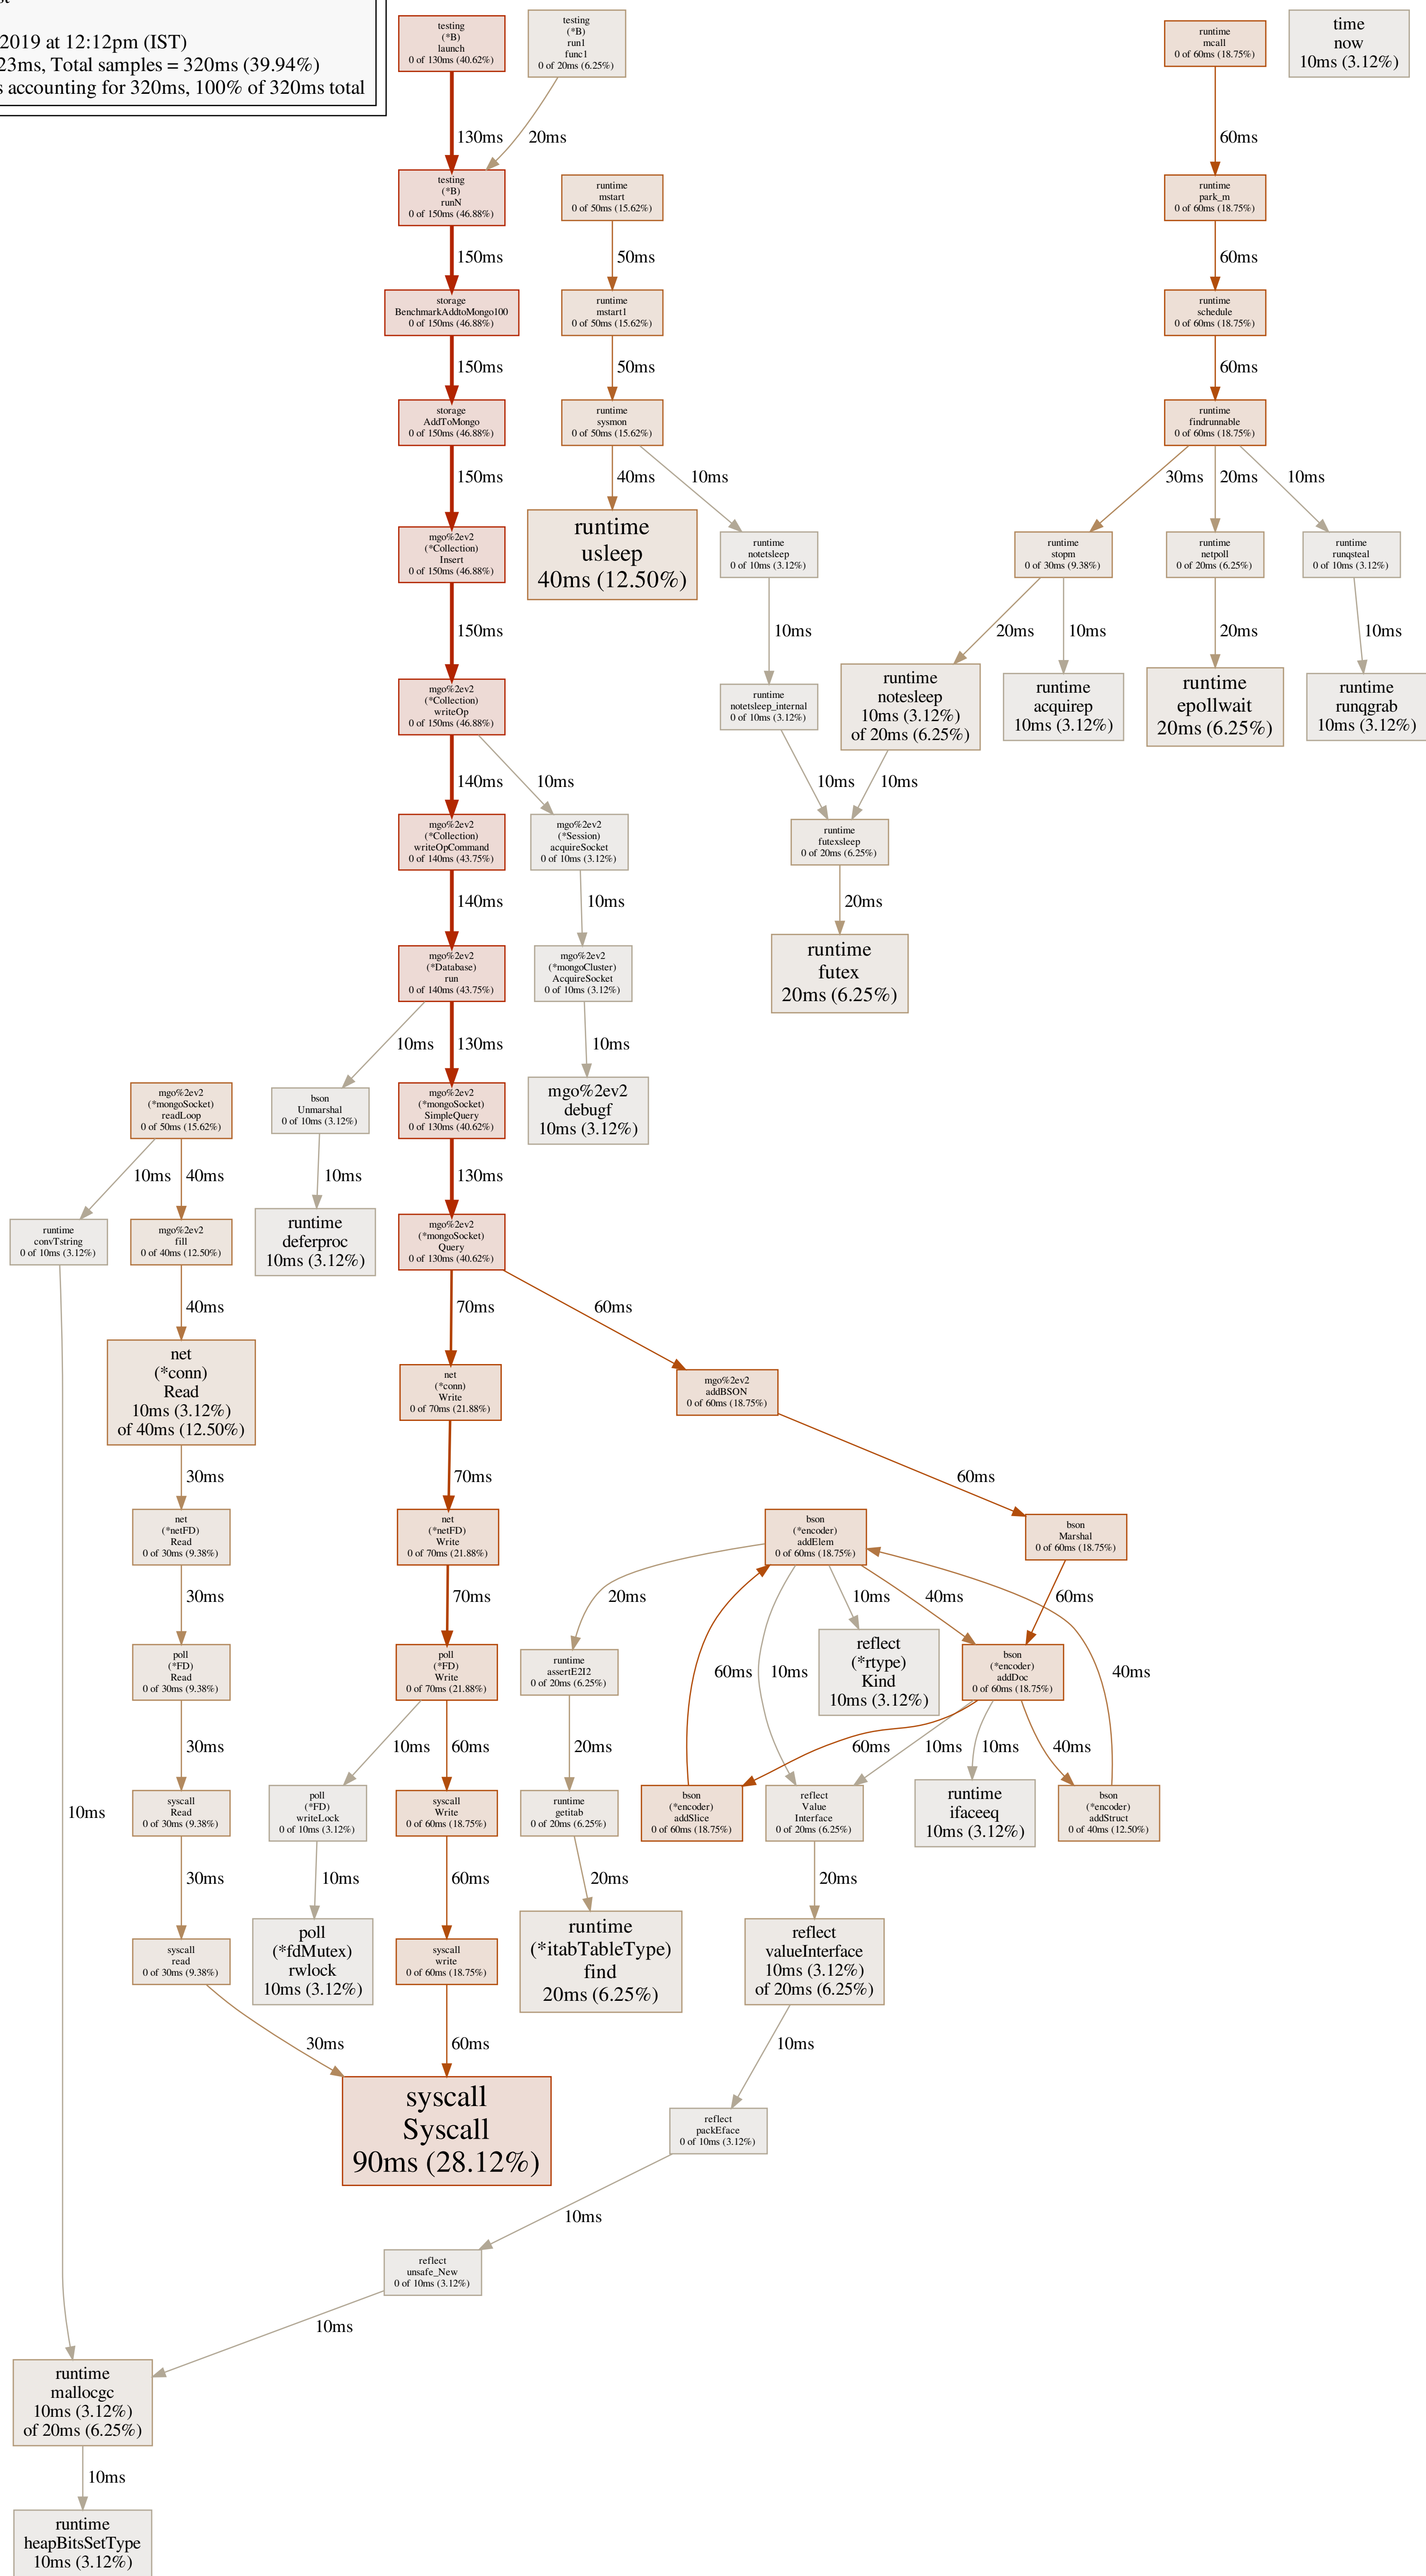 2019 at 12:12pm (IST)
23ms, Total samples = 320ms (39.94%)
s accounting for 320ms, 100% of 320ms total
testing
(*B)
launch
0 of 130ms (40.62%)
testing
(*B)
run1
func1
0 of 20ms (6.25%)
runtime
mcall
0 of 60ms (18.75%)
time
now
10ms (3.12%)
130ms
20ms
60ms
testing
(*B)
runN
0 of 150ms (46.88%)
runtime
mstart
0 of 50ms (15.62%)
runtime
park_m
0 of 60ms (18.75%)
150ms
50ms
60ms
storage
BenchmarkAddtoMongo100
0 of 150ms (46.88%)
runtime
mstart1
0 of 50ms (15.62%)
runtime
schedule
0 of 60ms (18.75%)
150ms
50ms
60ms
storage
AddToMongo
0 of 150ms (46.88%)
runtime
sysmon
0 of 50ms (15.62%)
runtime
findrunnable
0 of 60ms (18.75%)
150ms
40ms
10ms
30ms
20ms
10ms
mgo%2ev2
(*Collection)
Insert
0 of 150ms (46.88%)
runtime
usleep
40ms (12.50%)
runtime
notetsleep
0 of 10ms (3.12%)
runtime
stopm
0 of 30ms (9.38%)
runtime
netpoll
0 of 20ms (6.25%)
runtime
runqsteal
0 of 10ms (3.12%)
150ms
10ms
20ms
10ms
20ms
10ms
mgo%2ev2
(*Collection)
writeOp
0 of 150ms (46.88%)
runtime
notetsleep_internal
0 of 10ms (3.12%)
runtime
notesleep
10ms (3.12%)
of 20ms (6.25%)
runtime
acquirep
10ms (3.12%)
runtime
epollwait
20ms (6.25%)
runtime
runqgrab
10ms (3.12%)
140ms
10ms
10ms
10ms
mgo%2ev2
(*Collection)
writeOpCommand
0 of 140ms (43.75%)
mgo%2ev2
(*Session)
acquireSocket
0 of 10ms (3.12%)
runtime
futexsleep
0 of 20ms (6.25%)
140ms
10ms
20ms
mgo%2ev2
(*Database)
run
0 of 140ms (43.75%)
mgo%2ev2
(*mongoCluster)
AcquireSocket
0 of 10ms (3.12%)
runtime
futex
20ms (6.25%)
10ms
130ms
10ms
mgo%2ev2
(*mongoSocket)
readLoop
0 of 50ms (15.62%)
bson
Unmarshal
0 of 10ms (3.12%)
mgo%2ev2
(*mongoSocket)
SimpleQuery
0 of 130ms (40.62%)
mgo%2ev2
debugf
10ms (3.12%)
10ms
40ms
10ms
130ms
runtime
convTstring
0 of 10ms (3.12%)
mgo%2ev2
fill
0 of 40ms (12.50%)
runtime
deferproc
10ms (3.12%)
mgo%2ev2
(*mongoSocket)
Query
0 of 130ms (40.62%)
40ms
70ms
60ms
net
(*conn)
Read
10ms (3.12%)
of 40ms (12.50%)
net
(*conn)
Write
0 of 70ms (21.88%)
mgo%2ev2
addBSON
0 of 60ms (18.75%)
30ms
70ms
60ms
net
(*netFD)
Read
0 of 30ms (9.38%)
net
(*netFD)
Write
0 of 70ms (21.88%)
bson
(*encoder)
addElem
0 of 60ms (18.75%)
bson
Marshal
0 of 60ms (18.75%)
30ms
70ms
20ms
10ms
40ms
60ms
poll
(*FD)
Read
0 of 30ms (9.38%)
poll
(*FD)
Write
0 of 70ms (21.88%)
runtime
assertE2I2
0 of 20ms (6.25%)
60ms
10ms
reflect
(*rtype)
Kind
10ms (3.12%)
bson
(*encoder)
addDoc
0 of 60ms (18.75%)
40ms
30ms
10ms
60ms
20ms
60ms
10ms
10ms
40ms
syscall
Read
0 of 30ms (9.38%)
poll
(*FD)
writeLock
0 of 10ms (3.12%)
syscall
Write
0 of 60ms (18.75%)
runtime
getitab
0 of 20ms (6.25%)
bson
(*encoder)
addSlice
0 of 60ms (18.75%)
reflect
Value
Interface
0 of 20ms (6.25%)
runtime
ifaceeq
10ms (3.12%)
bson
(*encoder)
addStruct
0 of 40ms (12.50%)
10ms
30ms
10ms
60ms
20ms
20ms
syscall
read
0 of 30ms (9.38%)
poll
(*fdMutex)
rwlock
10ms (3.12%)
syscall
write
0 of 60ms (18.75%)
runtime
(*itabTableType)
find
20ms (6.25%)
reflect
valueInterface
10ms (3.12%)
of 20ms (6.25%)
30ms
60ms
10ms
syscall
Syscall
90ms (28.12%)
reflect
packEface
0 of 10ms (3.12%)
10ms
reflect
unsafe_New
0 of 10ms (3.12%)
10ms
runtime
mallocgc
10ms (3.12%)
of 20ms (6.25%)
10ms
runtime
heapBitsSetType
10ms (3.12%)